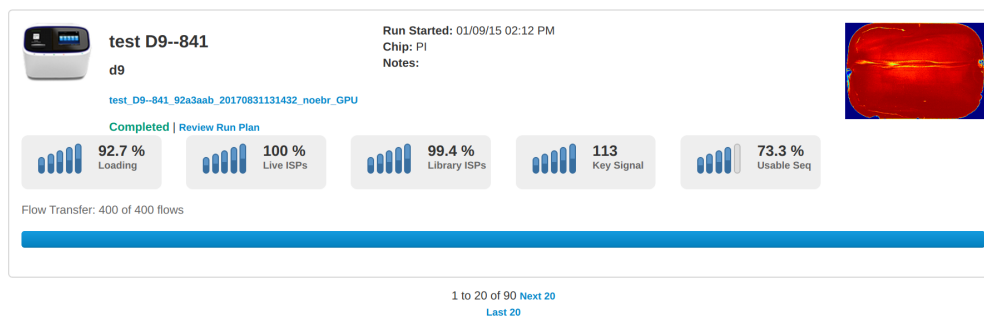 test D9--841
d9
test_D9--841_92a3aab_20170831131432_noebr_GPU
Completed | Review Run Plan
Run Started: 01/09/15 02:12 PM
Chip: PI
Notes:
92.7 %
Loading
100 %
Live ISPs
99.4 %
Library ISPs
113
Key Signal
73.3 %
Usable Seq
Flow Transfer: 400 of 400 flows
1 to 20 of 90 Next 20
Last 20